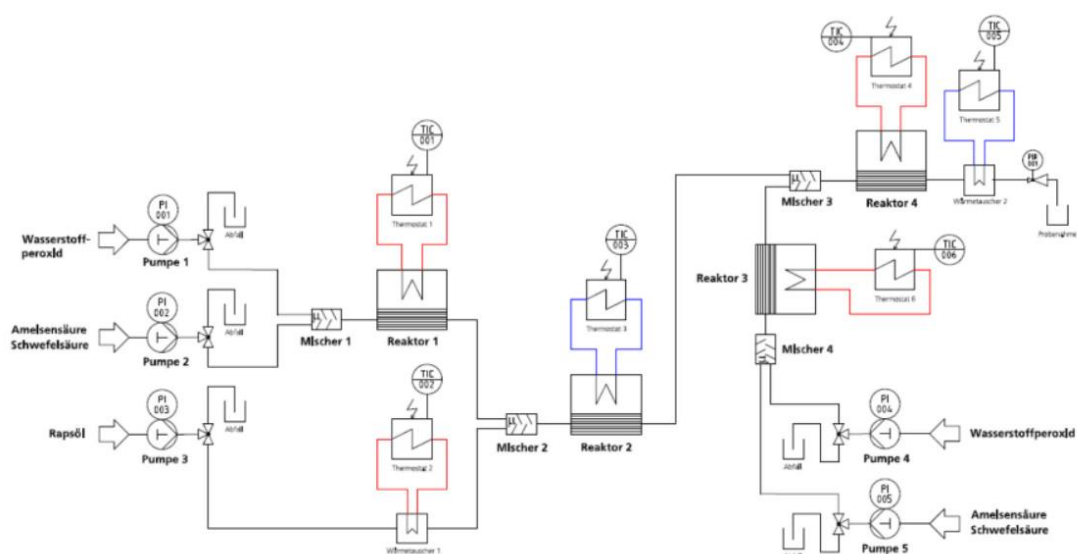 TIC
004
TIC
005
Thermostat 4
Thermostat 5
TIC
001
PIR
001
Mischer 3
Reaktor 4
Wärmetauscher 2
Probenahme
PI
001
Abfall
Thermostat 1
TIC
003
TIC
006
Wasserstoff-
peroxid
Pumpe 1
Reaktor 3
Thermostat 6
PI
002
Thermostat 3
Ameisensäure
Schwefelsäure
Abfall
Mischer 1
Reaktor 1
Mischer 4
Pumpe 2
TIC
002
PI
003
PI
004
Rapsöl
Abfall
Mischer 2
Reaktor 2
Wasserstoffperoxid
Pumpe 3
Thermostat 2
Abfall
Pumpe 4
PI
005
Ameisensäure
Schwefelsäure
Wärmetauscher 1
Abfall
Pumpe 5